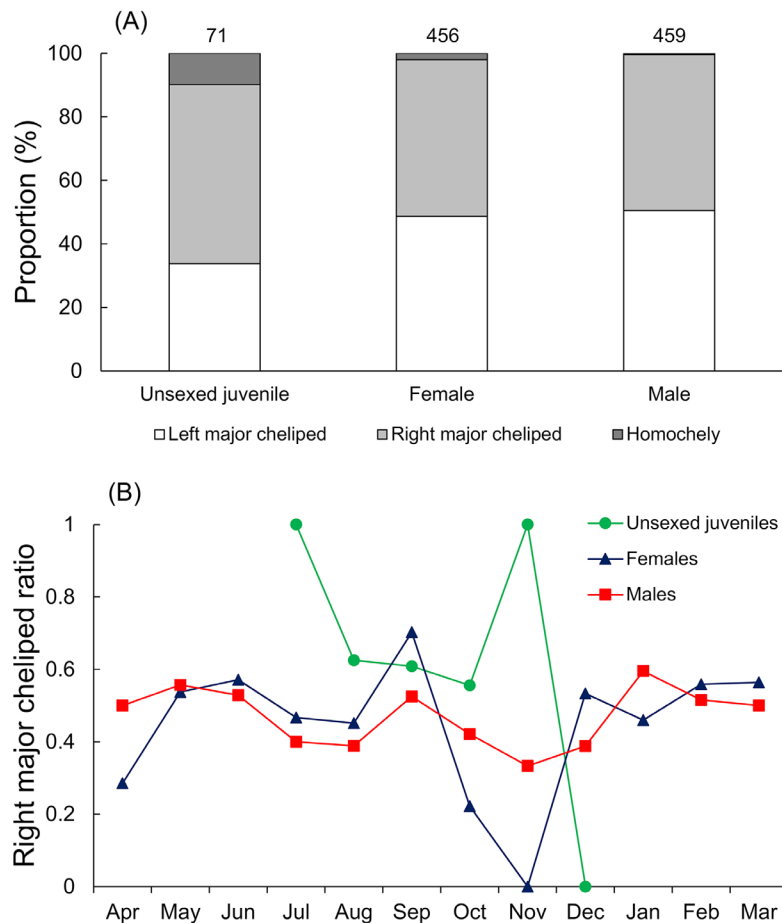 (A)
71 456 459
100
80
60
40
20
0
Proportion (%)
Unsexed juvenile Female Male
Left major cheliped Right major cheliped Homochely
(B)
1
0.8
0.6
0.4
0.2
0
Right major cheliped ratio
Unsexed juveniles
Females
Males
Apr May Jun Jul Aug Sep Oct Nov Dec Jan Feb Mar